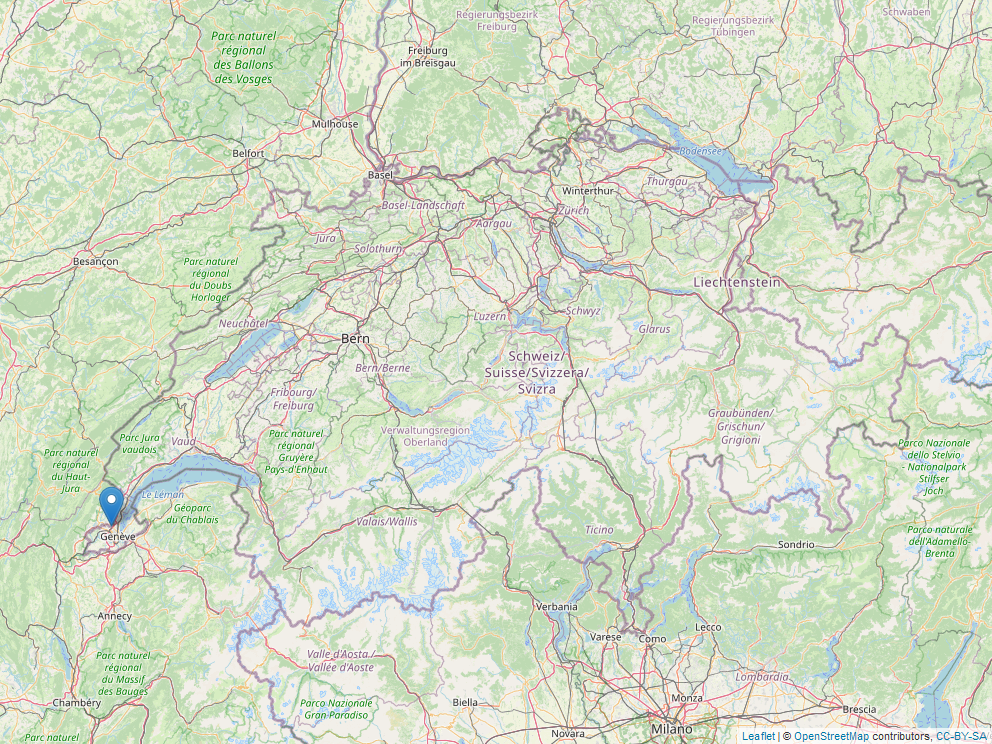 Regierungsbezirk
Freiburg
Schwaben
Regierungsbezirk
Tübingen
Parc naturel
régional
des Ballons
des Vosges
Freiburg
im Breisgau
Mulhouse
Belfort
Bodensee
Basel
Thurgau
Winterthur
Basel-Landschaft
Zürich
Aargau
Jura
Solothurn
Besançon
Parc naturel
régional
du Doubs
Horloger
Liechtenstein
Schwyz
Luzern
Neuchâtel
Glarus
Bern
Schweiz/
Suisse/Svizzera/
Svizra
Bern/Berne
Fribourg/
Freiburg
Graubünden/
Grischun/
Grigioni
Verwaltungsregion
Oberland
Parc Jura
vaudois
Vaud
Parc naturel
régional
Gruyère
Pays-d'Enhaut
Parco Nazionale
dello Stelvio
- Nationalpark
Stilfser
Joch
Parc naturel
régional
du Haut-
Jura
Le Léman
Géoparc
du Chablais
Valais/Wallis
Ticino
Parco naturale
dell'Adamello-
Brenta
Genève
Sondrio
Verbania
Annecy
Lecco
Varese
Como
Valle d'Aosta /
Vallée d'Aoste
Parc naturel
régional
du Massif
des Bauges
Lombardia
Chambéry
Parco Nazionale
Gran Paradiso
Biella
Monza
Brescia
Novara
Milano
Parc naturel
Leaflet | © OpenStreetMap contributors, CC-BY-SA